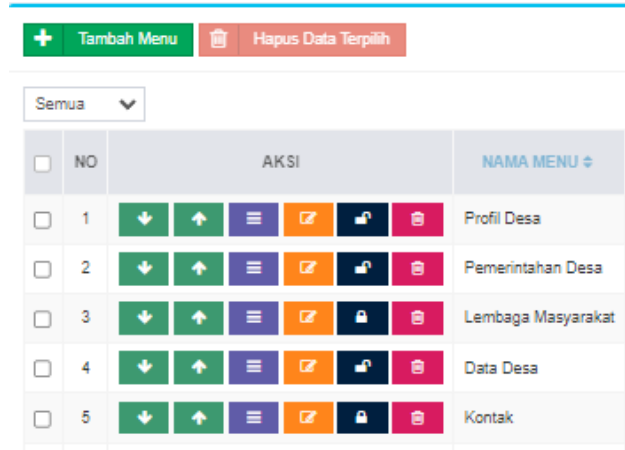 Tambah Menu Hapus Data Terpilih
Semua
NO AKSI NAMA MENU
1 Profil Desa
2 Pemerintahan Desa
3 Lembaga Masyarakat
4 Data Desa
5 Kontak